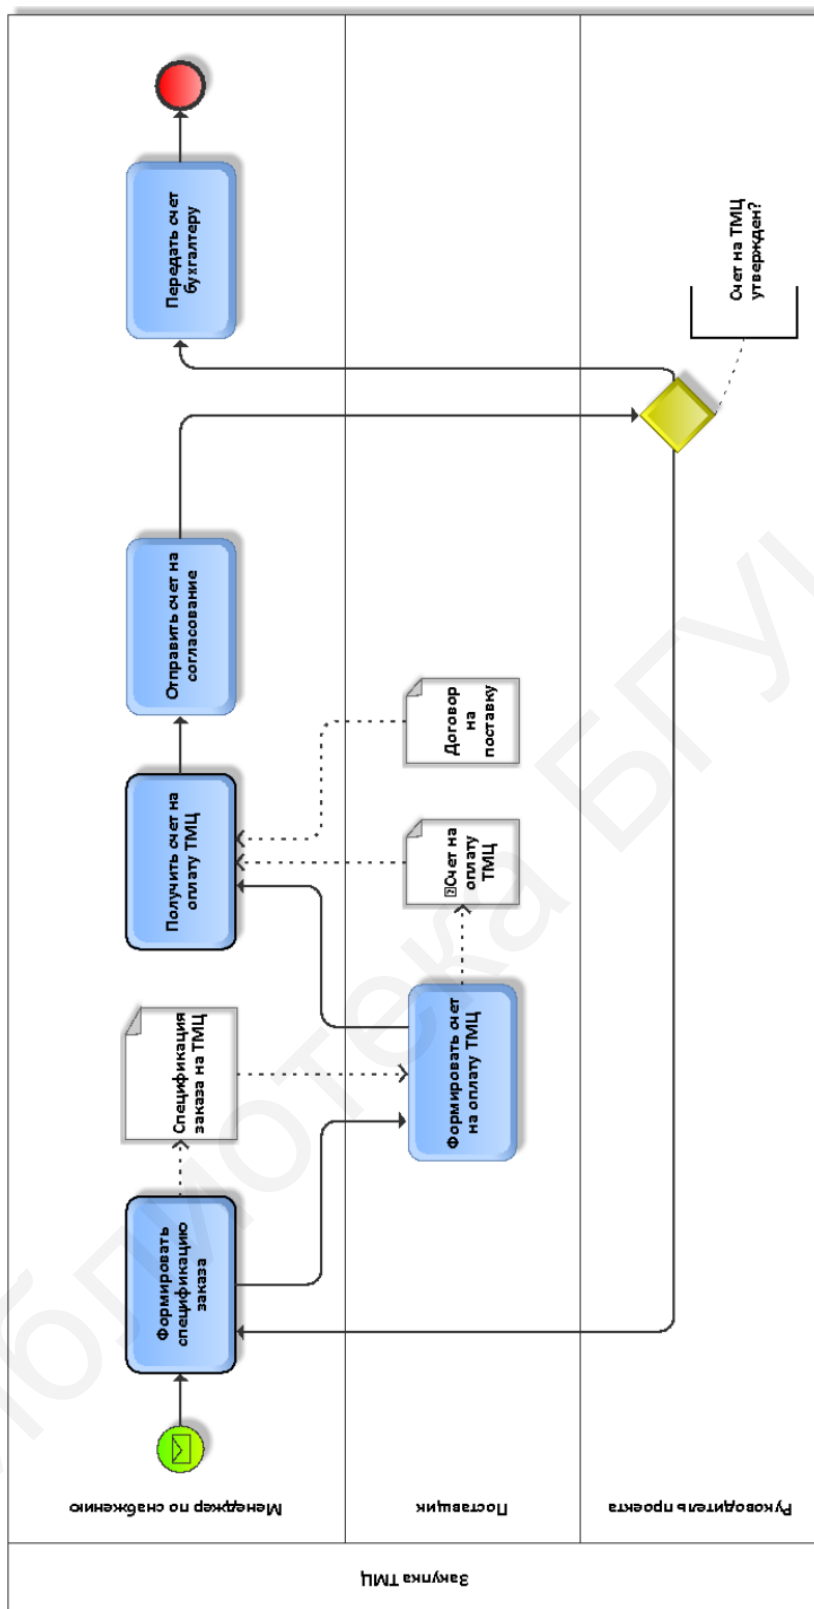 Закупка ТМЦ
Менеджер по снабжению
Поставщик
Руководитель проекта
Формировать
спецификацию
заказа
Спецификация
заказа на ТМЦ
Получить счет на
оплату ТМЦ
Отправить счет на
согласование
Передать счет
бухгалтеру
Формировать счет
на оплату ТМЦ
Счет на
оплату
ТМЦ
Договор
на
поставку
Счет на ТМЦ
утвержден?